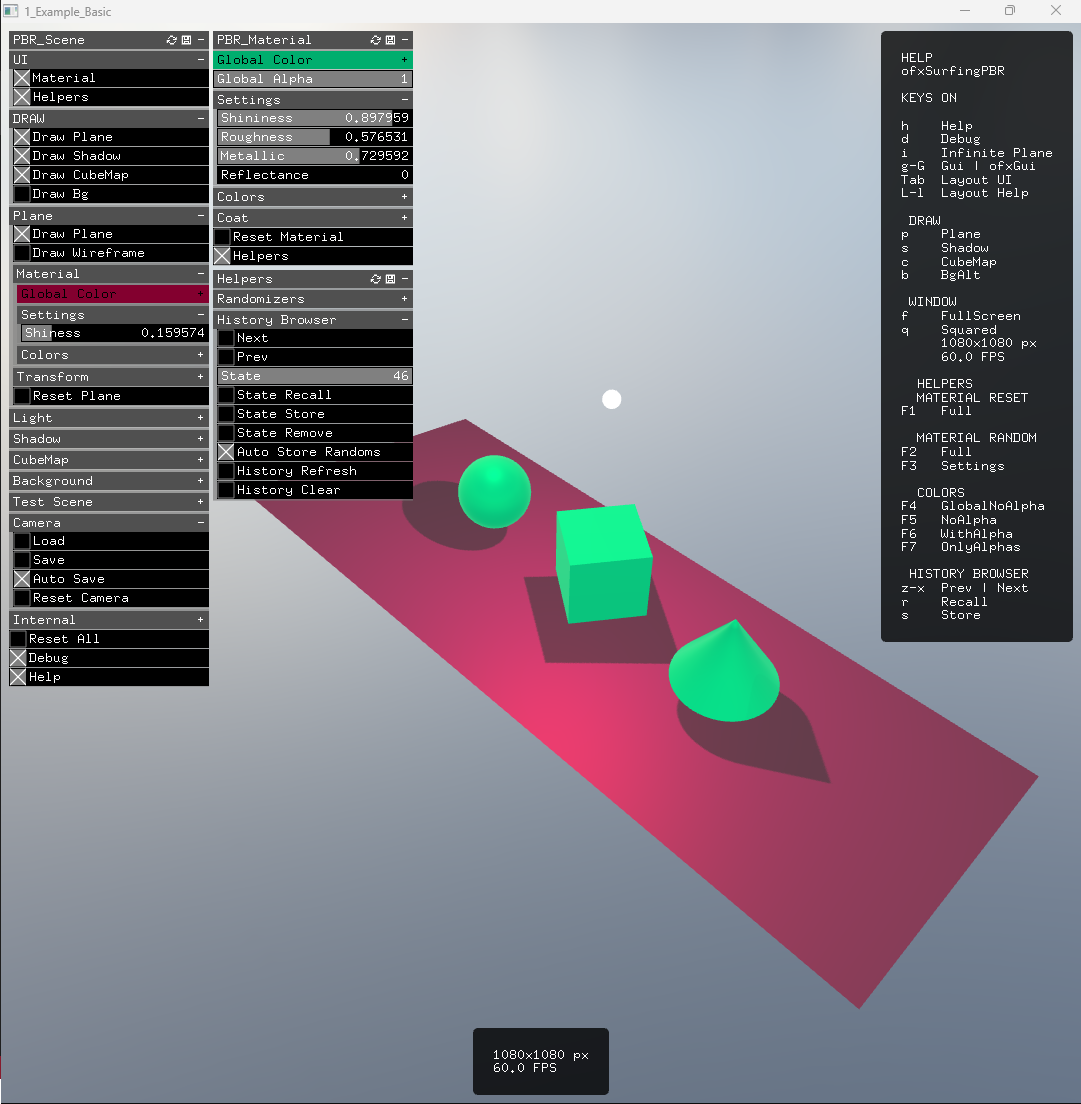 1_Example_Basic
PBR_Scene
UI
Material
Helpers
DRAW
Draw Plane
Draw Shadow
Draw CubeMap
Draw Bg
Plane
Draw Plane
Draw Wireframe
Material
Global Color
Settings
Shiness 0.159574
Colors
Transform
Reset Plane
Light
Shadow
CubeMap
Background
Test Scene
Camera
Load
Save
Auto Save
Reset Camera
Internal
Reset All
Debug
Help
PBR_Material
Global Color
Global Alpha 1
Settings
Shininess 0.897959
Roughness 0.576531
Metallic 0.729592
Reflectance 0
Colors
Coat
Reset Material
Helpers
Helpers
Randomizers
History Browser
Next
Prev
State 46
State Recall
State Store
State Remove
Auto Store Randoms
History Refresh
History Clear
HELP
ofxSurfingPBR
KEYS ON
h Help
d Debug
i Infinite Plane
g-G Gui | ofxGui
Tab Layout UI
L-l Layout Help
DRAW
p Plane
s Shadow
c CubeMap
b BgAlt
WINDOW
f FullScreen
q Squared
1080x1080 px
60.0 FPS
HELPERS
MATERIAL RESET
F1 Full
MATERIAL RANDOM
F2 Full
F3 Settings
COLORS
F4 GlobalNoAlpha
F5 NoAlpha
F6 WithAlpha
F7 OnlyAlphas
HISTORY BROWSER
z-x Prev | Next
r Recall
s Store
1080x1080 px
60.0 FPS